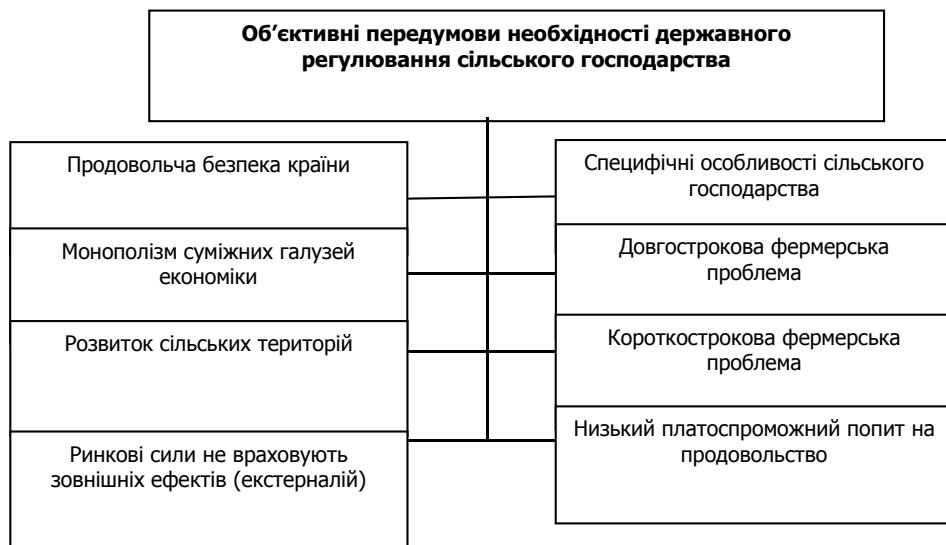 Об’єктивні передумови необхідності державного
регулювання сільського господарства
Продовольча безпека країни
Монополізм суміжних галузей
економіки
Розвиток сільських територій
Ринкові сили не враховують
зовнішніх ефектів (екстерналій)
Специфічні особливості сільського
господарства
Довгострокова фермерська
проблема
Короткострокова фермерська
проблема
Низький платоспроможний попит на
продовольство